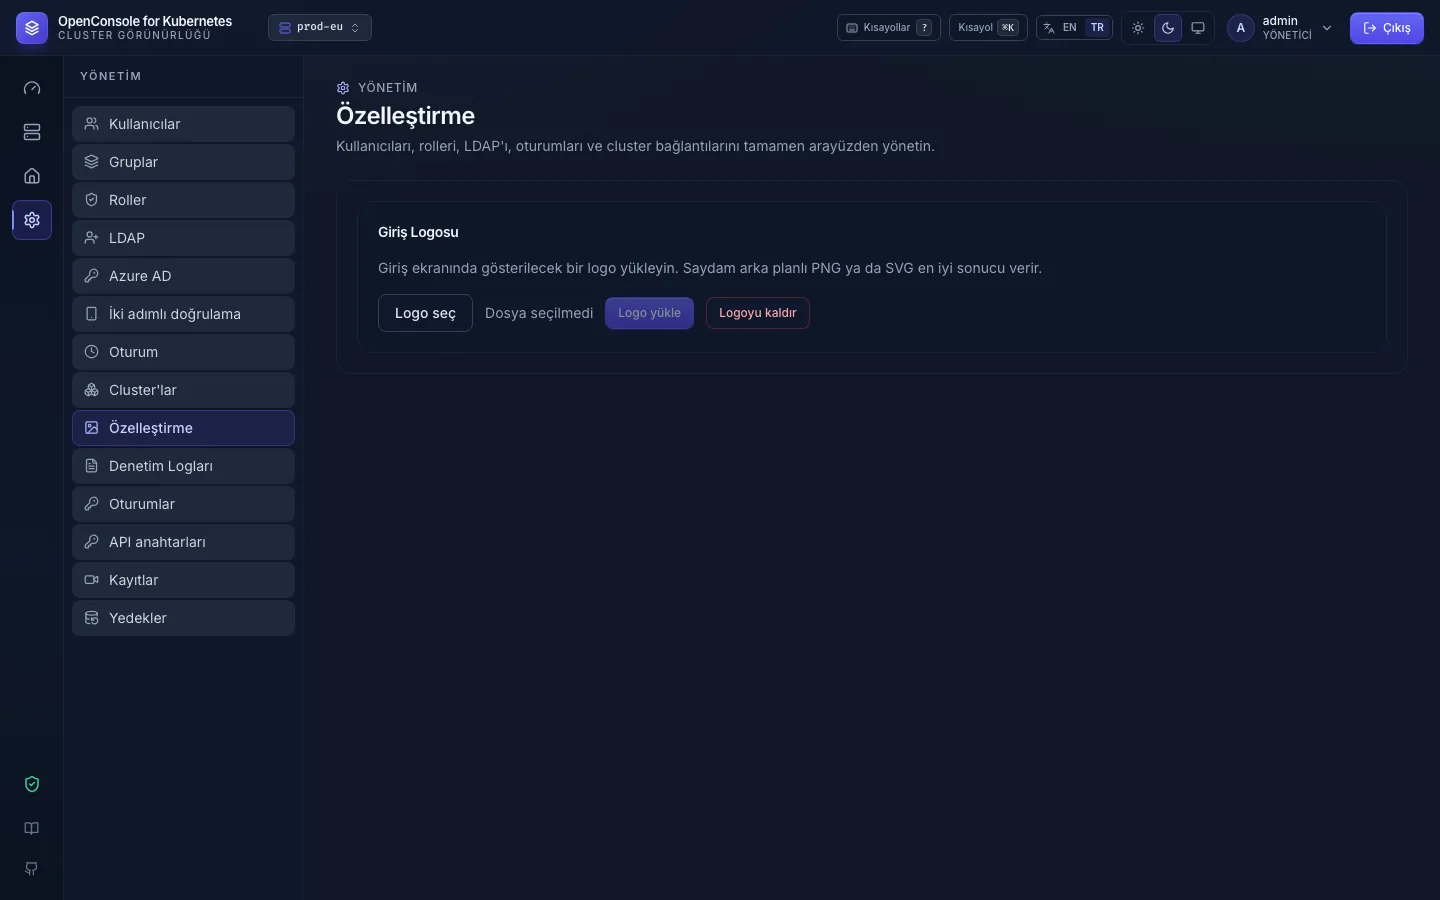 OpenConsole for Kubernetes
CLUSTER GÖRÜNÜRLÜĞÜ
prod-eu
Kısayollar ?
Kısayol ⌘K
EN TR
A
admin
YÖNETİCİ
Çıkış
YÖNETİM
Kullanıcılar
Gruplar
Roller
LDAP
Azure AD
İki adımlı doğrulama
Oturum
Cluster'lar
Özelleştirme
Denetim Logları
Oturumlar
API anahtarları
Kayıtlar
Yedekler
YÖNETİM
Özelleştirme
Kullanıcıları, rolleri, LDAP'ı, oturumları ve cluster bağlantılarını tamamen arayüzden yönetin.
Giriş Logosu
Giriş ekranında gösterilecek bir logo yükleyin. Saydam arka planlı PNG ya da SVG en iyi sonucu verir.
Logo seç Dosya seçilmedi Logo yükle Logoyu kaldır